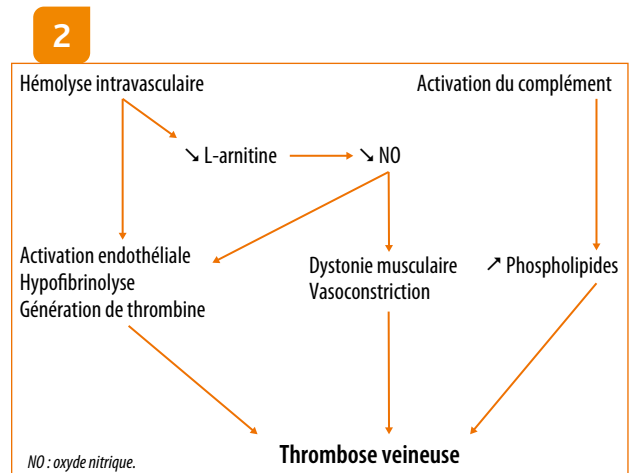 2
Hémolyse intravasculaire
Activation du complément
↘ L-arnitine
↘ NO
Activation endothéliale
Hypofibrinolyse
Génération de thrombine
Dystonie musculaire
Vasoconstriction
↗ Phospholipides
Thrombose veineuse
NO : oxyde nitrique.